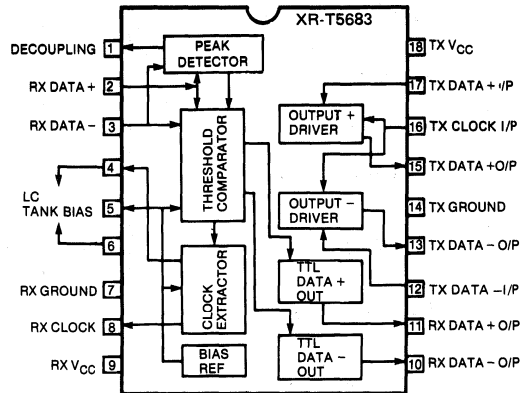 XR-T5683
DECOUPLING 1
RX DATA + 2
RX DATA - 3
4
LC
TANK BIAS
5
6
RX GROUND 7
RX CLOCK 8
RX VCC 9
PEAK
DETECTOR
THRESHOLD
COMPARATOR
CLOCK
EXTRACTOR
BIAS
REF
OUTPUT +
DRIVER
OUTPUT -
DRIVER
TTL
DATA +
OUT
TTL
DATA -
OUT
18 TX VCC
17 TX DATA + I/P
16 TX CLOCK I/P
15 TX DATA +O/P
14 TX GROUND
13 TX DATA - O/P
12 TX DATA -I/P
11 RX DATA + O/P
10 RX DATA - O/P